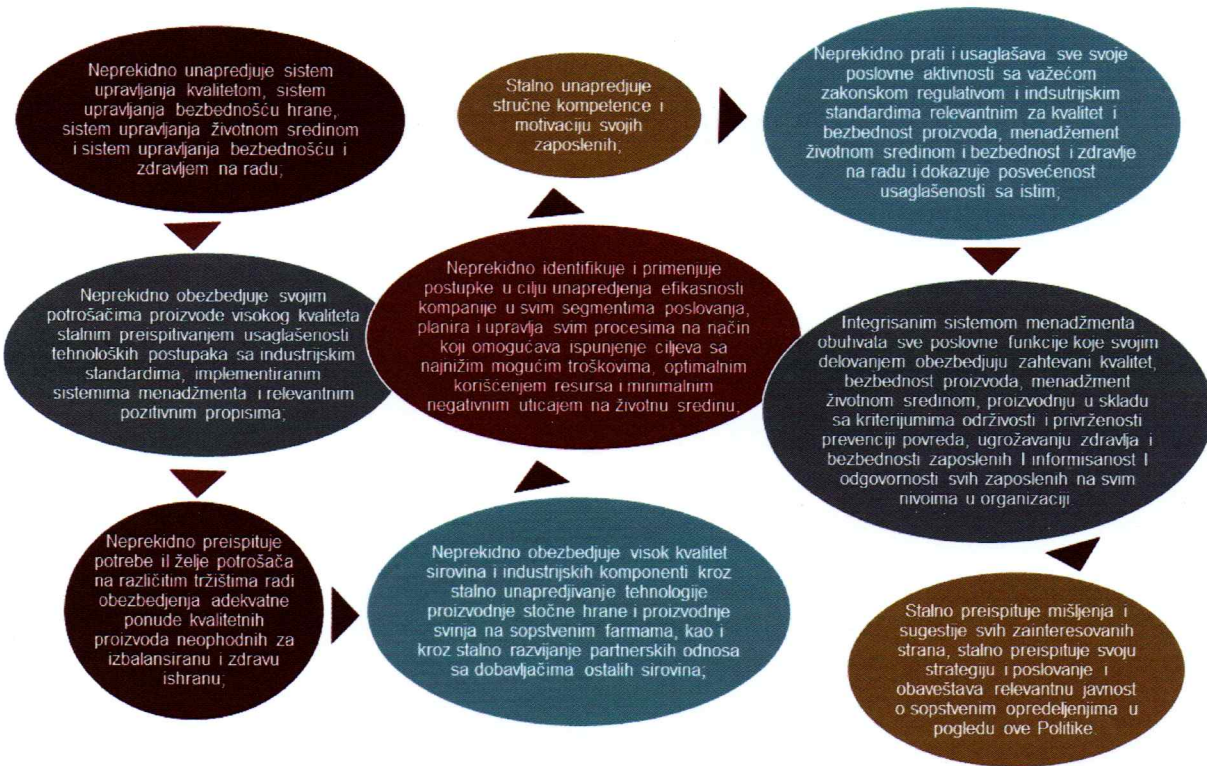 Neprekidno unapredjuje sistem
upravljanja kvalitetom, sistem
upravljanja bezbednošću hrane,
sistem upravljanja životnom sredinom
i sistem upravljanja bezbednošću i
zdravljem na radu;
Neprekidno obezbedjuje svojim
potrošačima proizvode visokog kvaliteta
stalnim preispitivanjem usaglašenosti
tehnoloških postupaka sa industrijskim
standardima, implementiranim
sistemima menadžmenta i relevantnim
pozitivnim propisima;
Neprekidno preispituje
potrebe iI želje potrošača
na različitim tržištima radi
obezbedjenja adekvatne
ponude kvalitetnih
proizvoda neophodnih za
izbalansiranu i zdravu
ishranu;
Neprekidno obezbedjuje visok kvalitet
sirovina i industrijskih komponenti kroz
stalno unapredjivanje tehnologije
proizvodnje stočne hrane i proizvodnje
svinja na sopstvenim farmama, kao i
kroz stalno razvijanje partnerskih odnosa
sa dobavljačima ostalih sirovina;
Neprekidno identifikuje i primenjuje
postupke u cilju unapredjenja efikasnosti
kompanije u svim segmentima poslovanja,
planira i upravlja svim procesima na način
koji omogućava ispunjenje ciljeva sa
najnižim mogućim troškovima, optimalnim
korišćenjem resursa i minimalnim
negativnim uticajem na životnu sredinu;
Stalno unapredjuje
stručne kompetence i
motivaciju svojih
zaposlenih;
Neprekidno prati i usaglašava sve svoje
poslovne aktivnosti sa važećom
zakonskom regulativom i indsutrijskim
standardima relevantnim za kvalitet i
bezbednost proizvoda, menadžement
životnom sredinom i bezbednost i zdravlje
na radu i dokazuje posvećenost
usaglašenosti sa istim;
Integrisanim sistemom menadžmenta
obuhvata sve poslovne funkcije koje svojim
delovanjem obezbedjuju zahtevani kvalitet,
bezbednost proizvoda, menadžment
životnom sredinom, proizvodnju u skladu
sa kriterijumima održivosti i privrženosti
prevenciji povreda, ugrožavanju zdravlja i
bezbednosti zaposlenih I informisanost I
odgovornosti svih zaposlenih na svim
nivoima u organizaciji
Stalno preispituje mišljenja i
sugestije svih zainteresovanih
strana, stalno preispituje svoju
strategiju i poslovanje i
obaveštava relevantnu javnost
o sopstvenim opredeljenjima u
pogledu ove Politike.